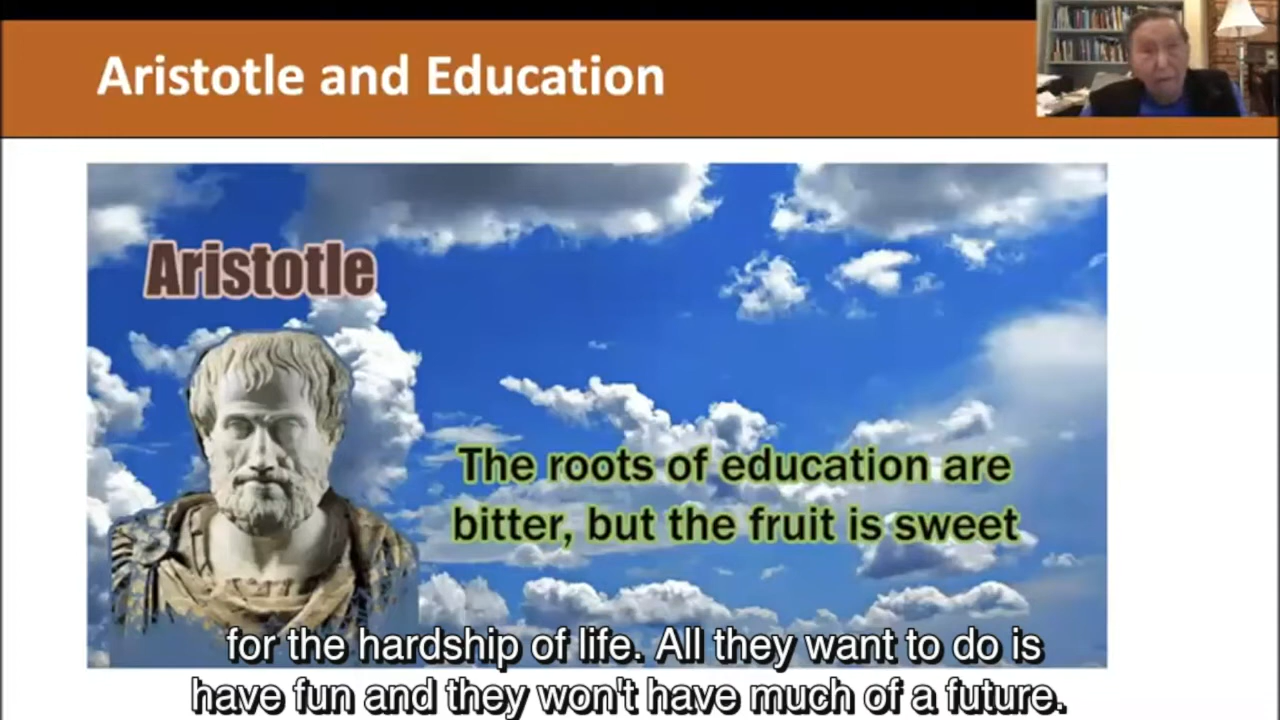 Aristotle and Education
Aristotle
The roots of education are
bitter, but the fruit is sweet
for the hardship of life. All they want to do is
have fun and they won't have much of a future.